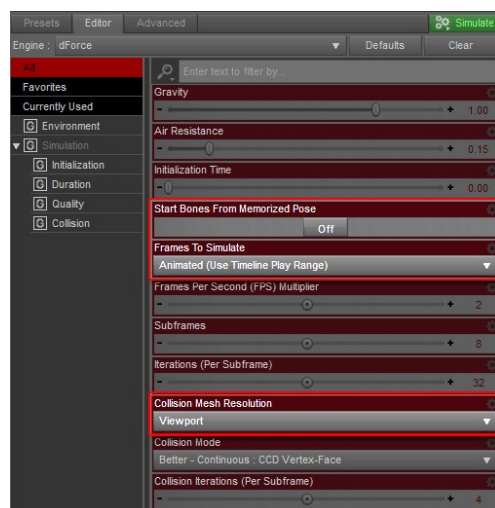 Presets Editor Advanced Simulate
Engine : dForce Defaults Clear
All
Favorites
Currently Used
G Environment
G Simulation
G Initialization
G Duration
G Quality
G Collision
Enter text to filter by...
Gravity
- + 1.00
Air Resistance
- + 0.15
Initialization Time
- + 0.00
Start Bones From Memorized Pose
Off
Frames To Simulate
Animated (Use Timeline Play Range)
Frames Per Second (FPS) Multiplier
- + 2
Subframes
- + 8
Iterations (Per Subframe)
- + 32
Collision Mesh Resolution
Viewport
Collision Mode
Better - Continuous : CCD Vertex-Face
Collision Iterations (Per Subframe)
- + 4